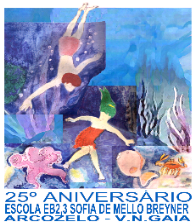 25º ANIVERSÁRIO
ESCOLA EB2,3 SOFIA DE MELLO BREYNER
ARCOZELO - V.N.GAIA